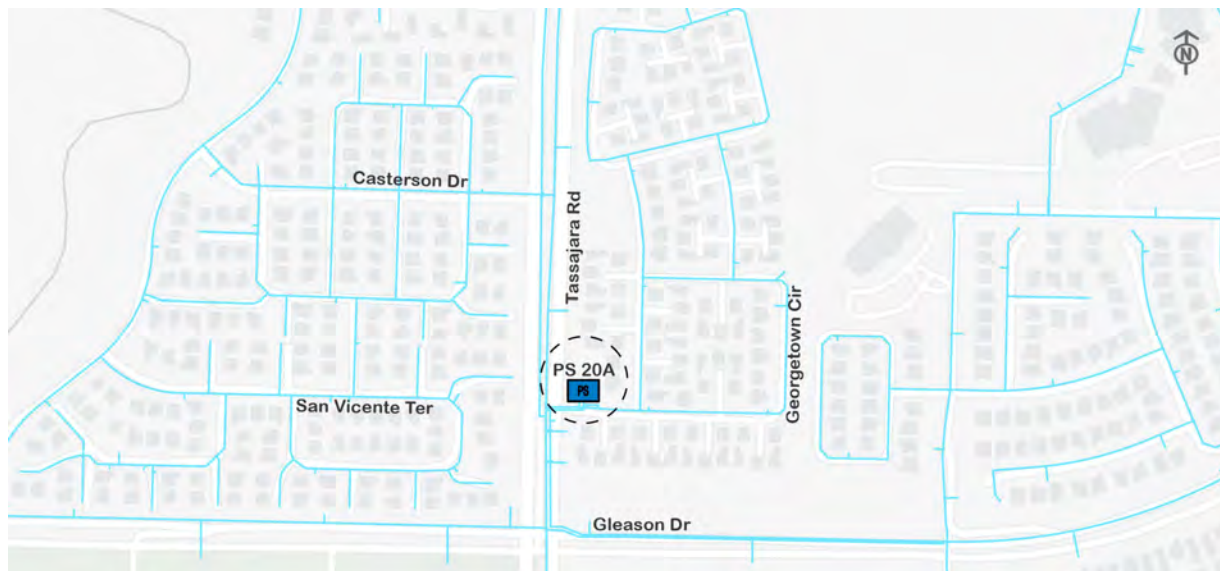 N
Casterson Dr
Tassajara Rd
Georgetown Cir
PS 20A
PS
San Vicente Ter
Gleason Dr